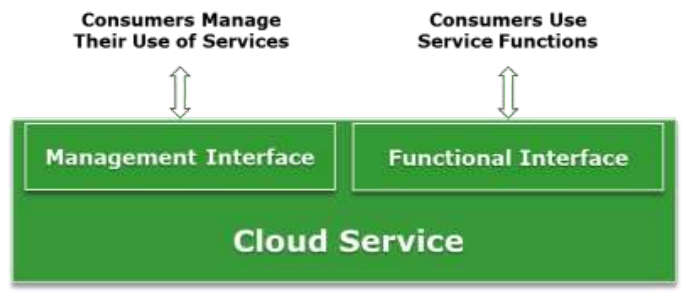 Consumers Manage
Their Use of Services
Consumers Use
Service Functions
Management Interface
Functional Interface
Cloud Service